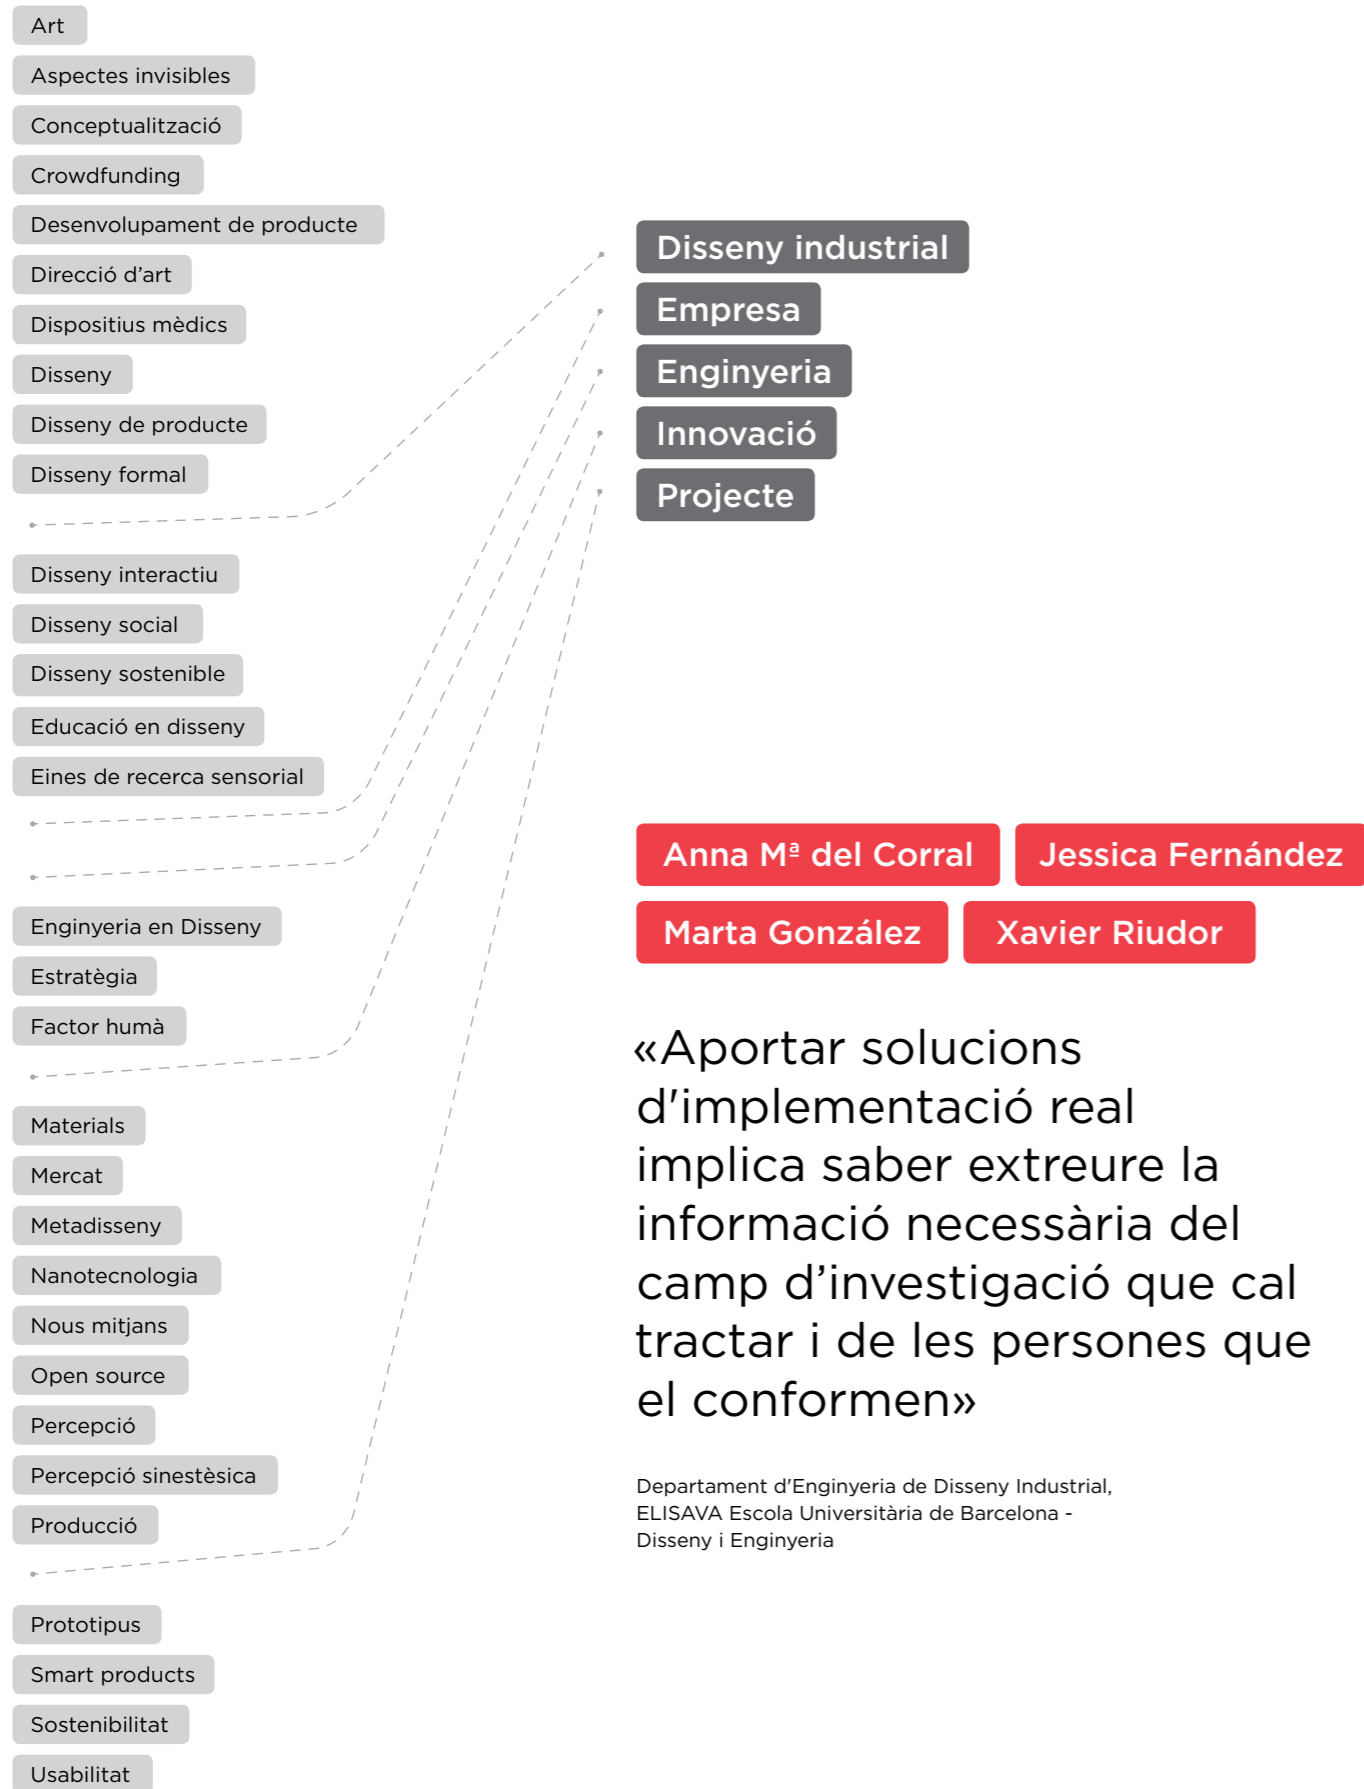 Art
Aspectes invisibles
Conceptualització
Crowdfunding
Desenvolupament de producte
Direcció d’art
Dispositius mèdics
Disseny
Disseny de producte
Disseny formal
Disseny interactiu
Disseny social
Disseny sostenible
Educació en disseny
Eines de recerca sensorial
Enginyeria en Disseny
Estratègia
Factor humà
Materials
Mercat
Metadisseny
Nanotecnologia
Nous mitjans
Open source
Percepció
Percepció sinestèsica
Producció
Prototipus
Smart products
Sostenibilitat
Usabilitat
Disseny industrial
Empresa
Enginyeria
Innovació
Projecte
Anna Mª del Corral Jessica Fernández
Marta González Xavier Riudor
«Aportar solucions
d'implementació real
implica saber extreure la
informació necessària del
camp d’investigació que cal
tractar i de les persones que
el conformen»
Departament d'Enginyeria de Disseny Industrial,
ELISAVA Escola Universitària de Barcelona -
Disseny i Enginyeria